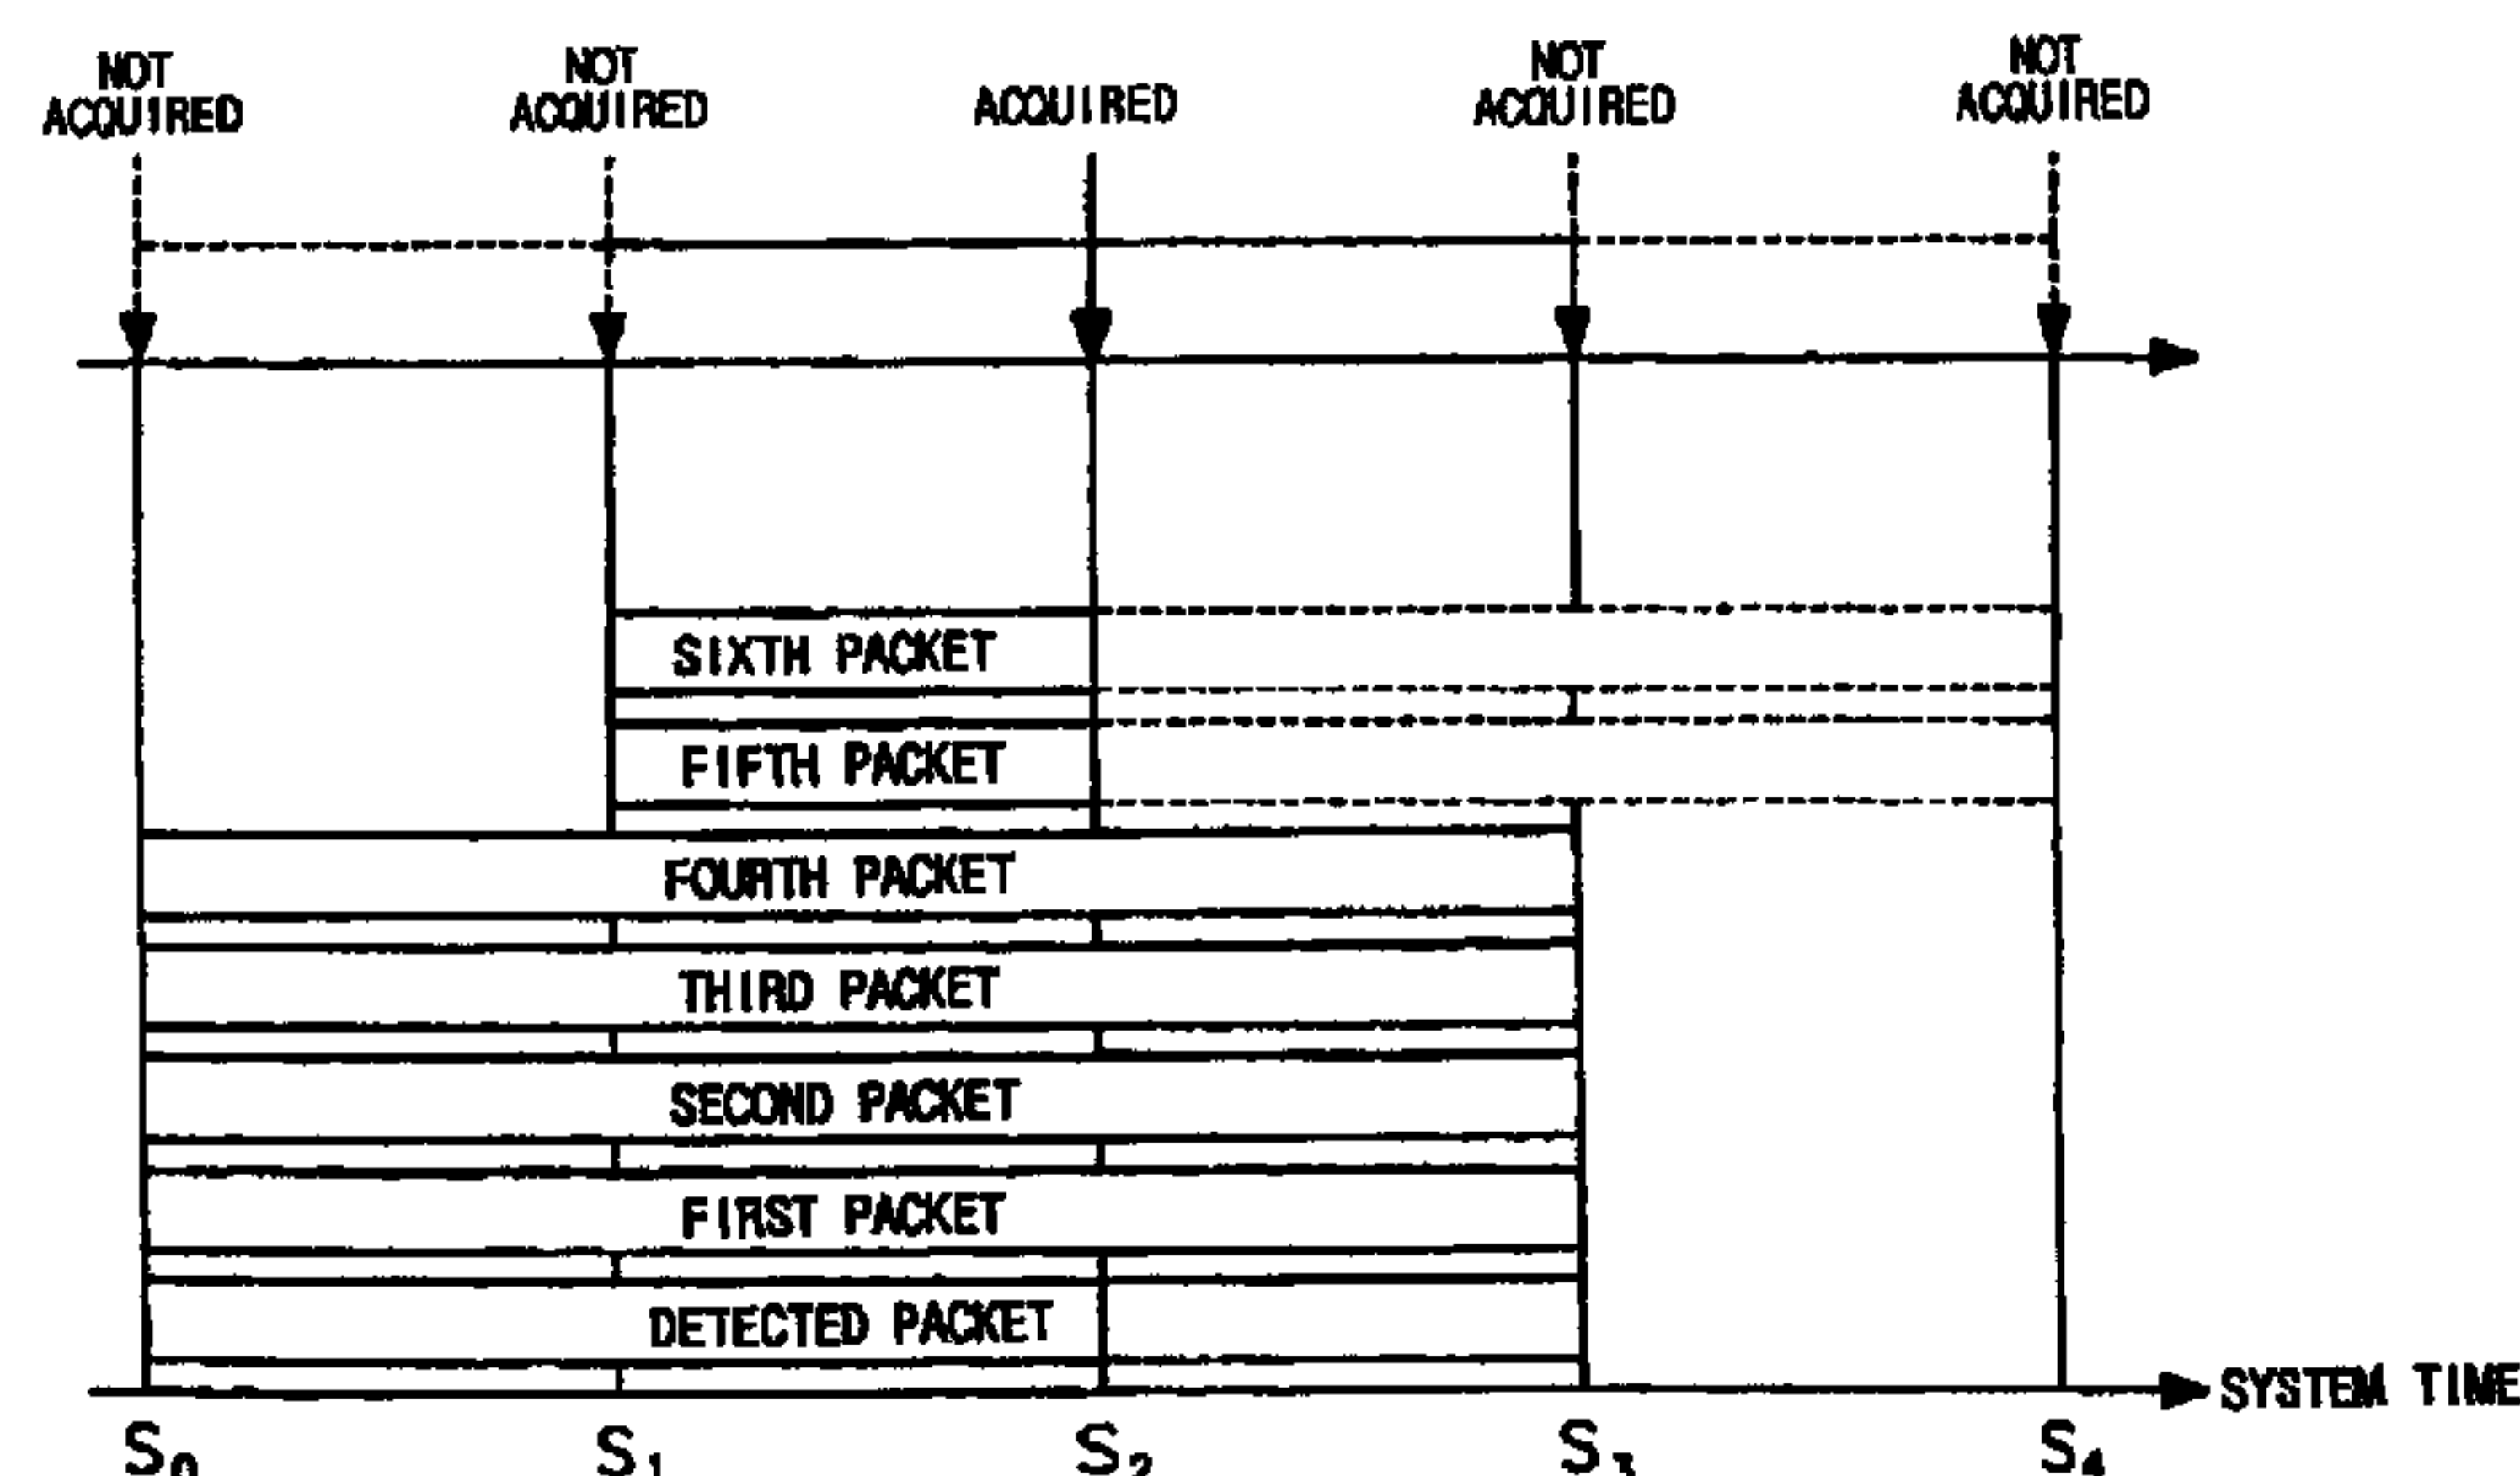 NOT
ACQUIRED
NOT
ACQUIRED
ACQUIRED
NOT
ACQUIRED
NOT
ACQUIRED
SIXTH PACKET
FIFTH PACKET
FOURTH PACKET
THIRD PACKET
SECOND PACKET
FIRST PACKET
DETECTED PACKET
SYSTEM TIME
S0
S1
S2
S3
S4